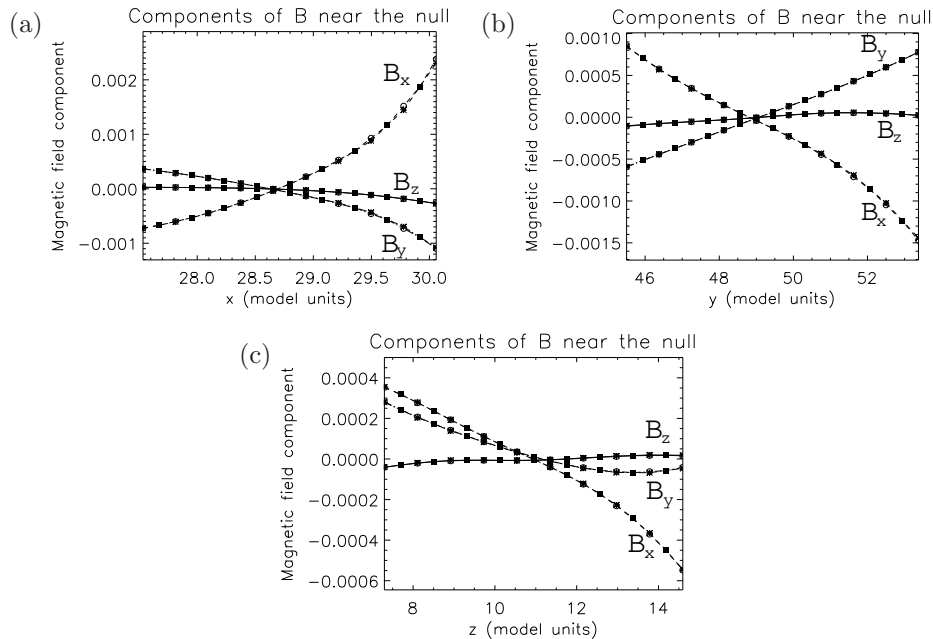 (a)
Components of B near the null
Magnetic field component
0.002
0.001
0.000
−0.001
B_x
B_z
B_y
28.0 28.5 29.0 29.5 30.0
x (model units)
(b)
Components of B near the null
Magnetic field component
0.0010
0.0005
0.0000
−0.0005
−0.0010
−0.0015
B_y
B_z
B_x
46 48 50 52
y (model units)
(c)
Components of B near the null
Magnetic field component
0.0004
0.0002
0.0000
−0.0002
−0.0004
−0.0006
B_z
B_y
B_x
8 10 12 14
z (model units)